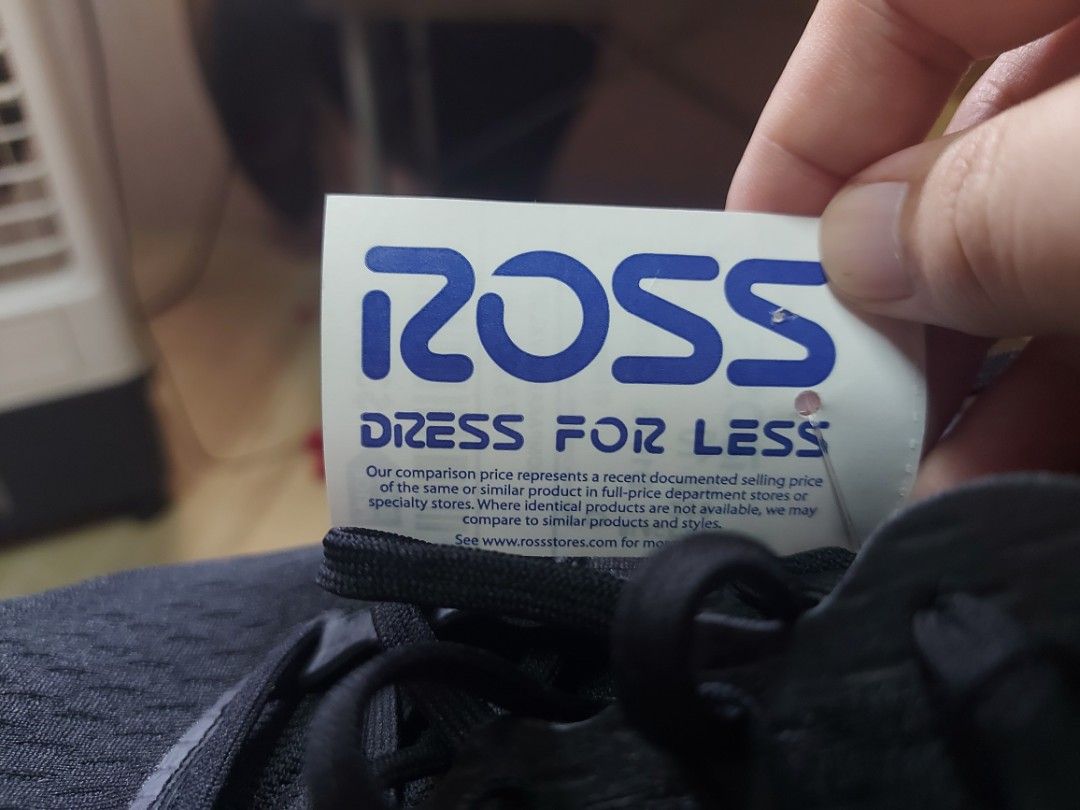 ROSS
DRESS FOR LESS
Our comparison price represents a recent documented selling price
of the same or similar product in full-price department stores or
specialty stores. Where identical products are not available, we may
compare to similar products and styles.
See www.rossstores.com for